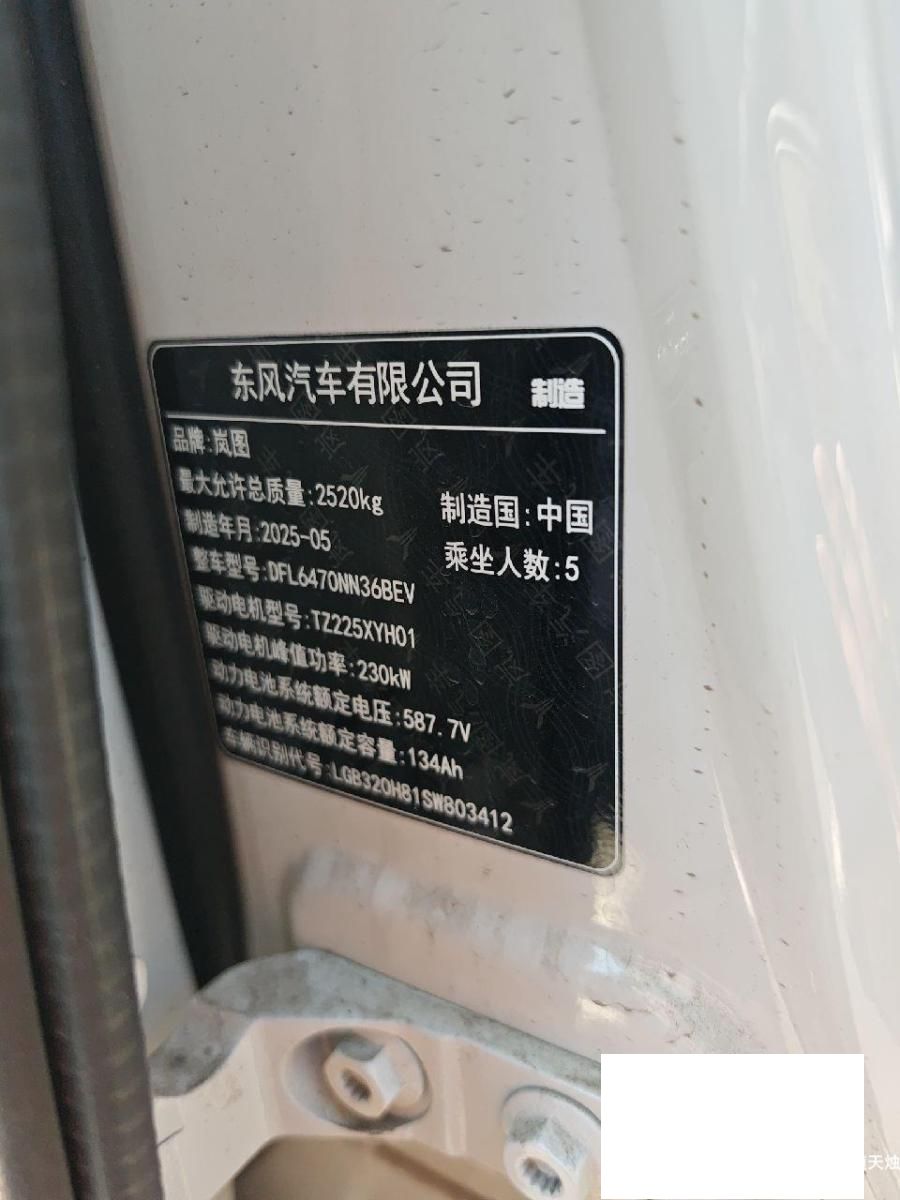 东风汽车有限公司 制造
品牌:岚图
最大允许总质量:2520kg 制造国:中国
制造年月:2025-05 乘坐人数:5
整车型号:DFL6470NN36BEV
驱动电机型号:TZ225XYH01
驱动电机峰值功率:230kW
动力电池系统额定电压:587.7V
动力电池系统额定容量:134Ah
车辆识别代号:LGB320H81SW803412
天烛